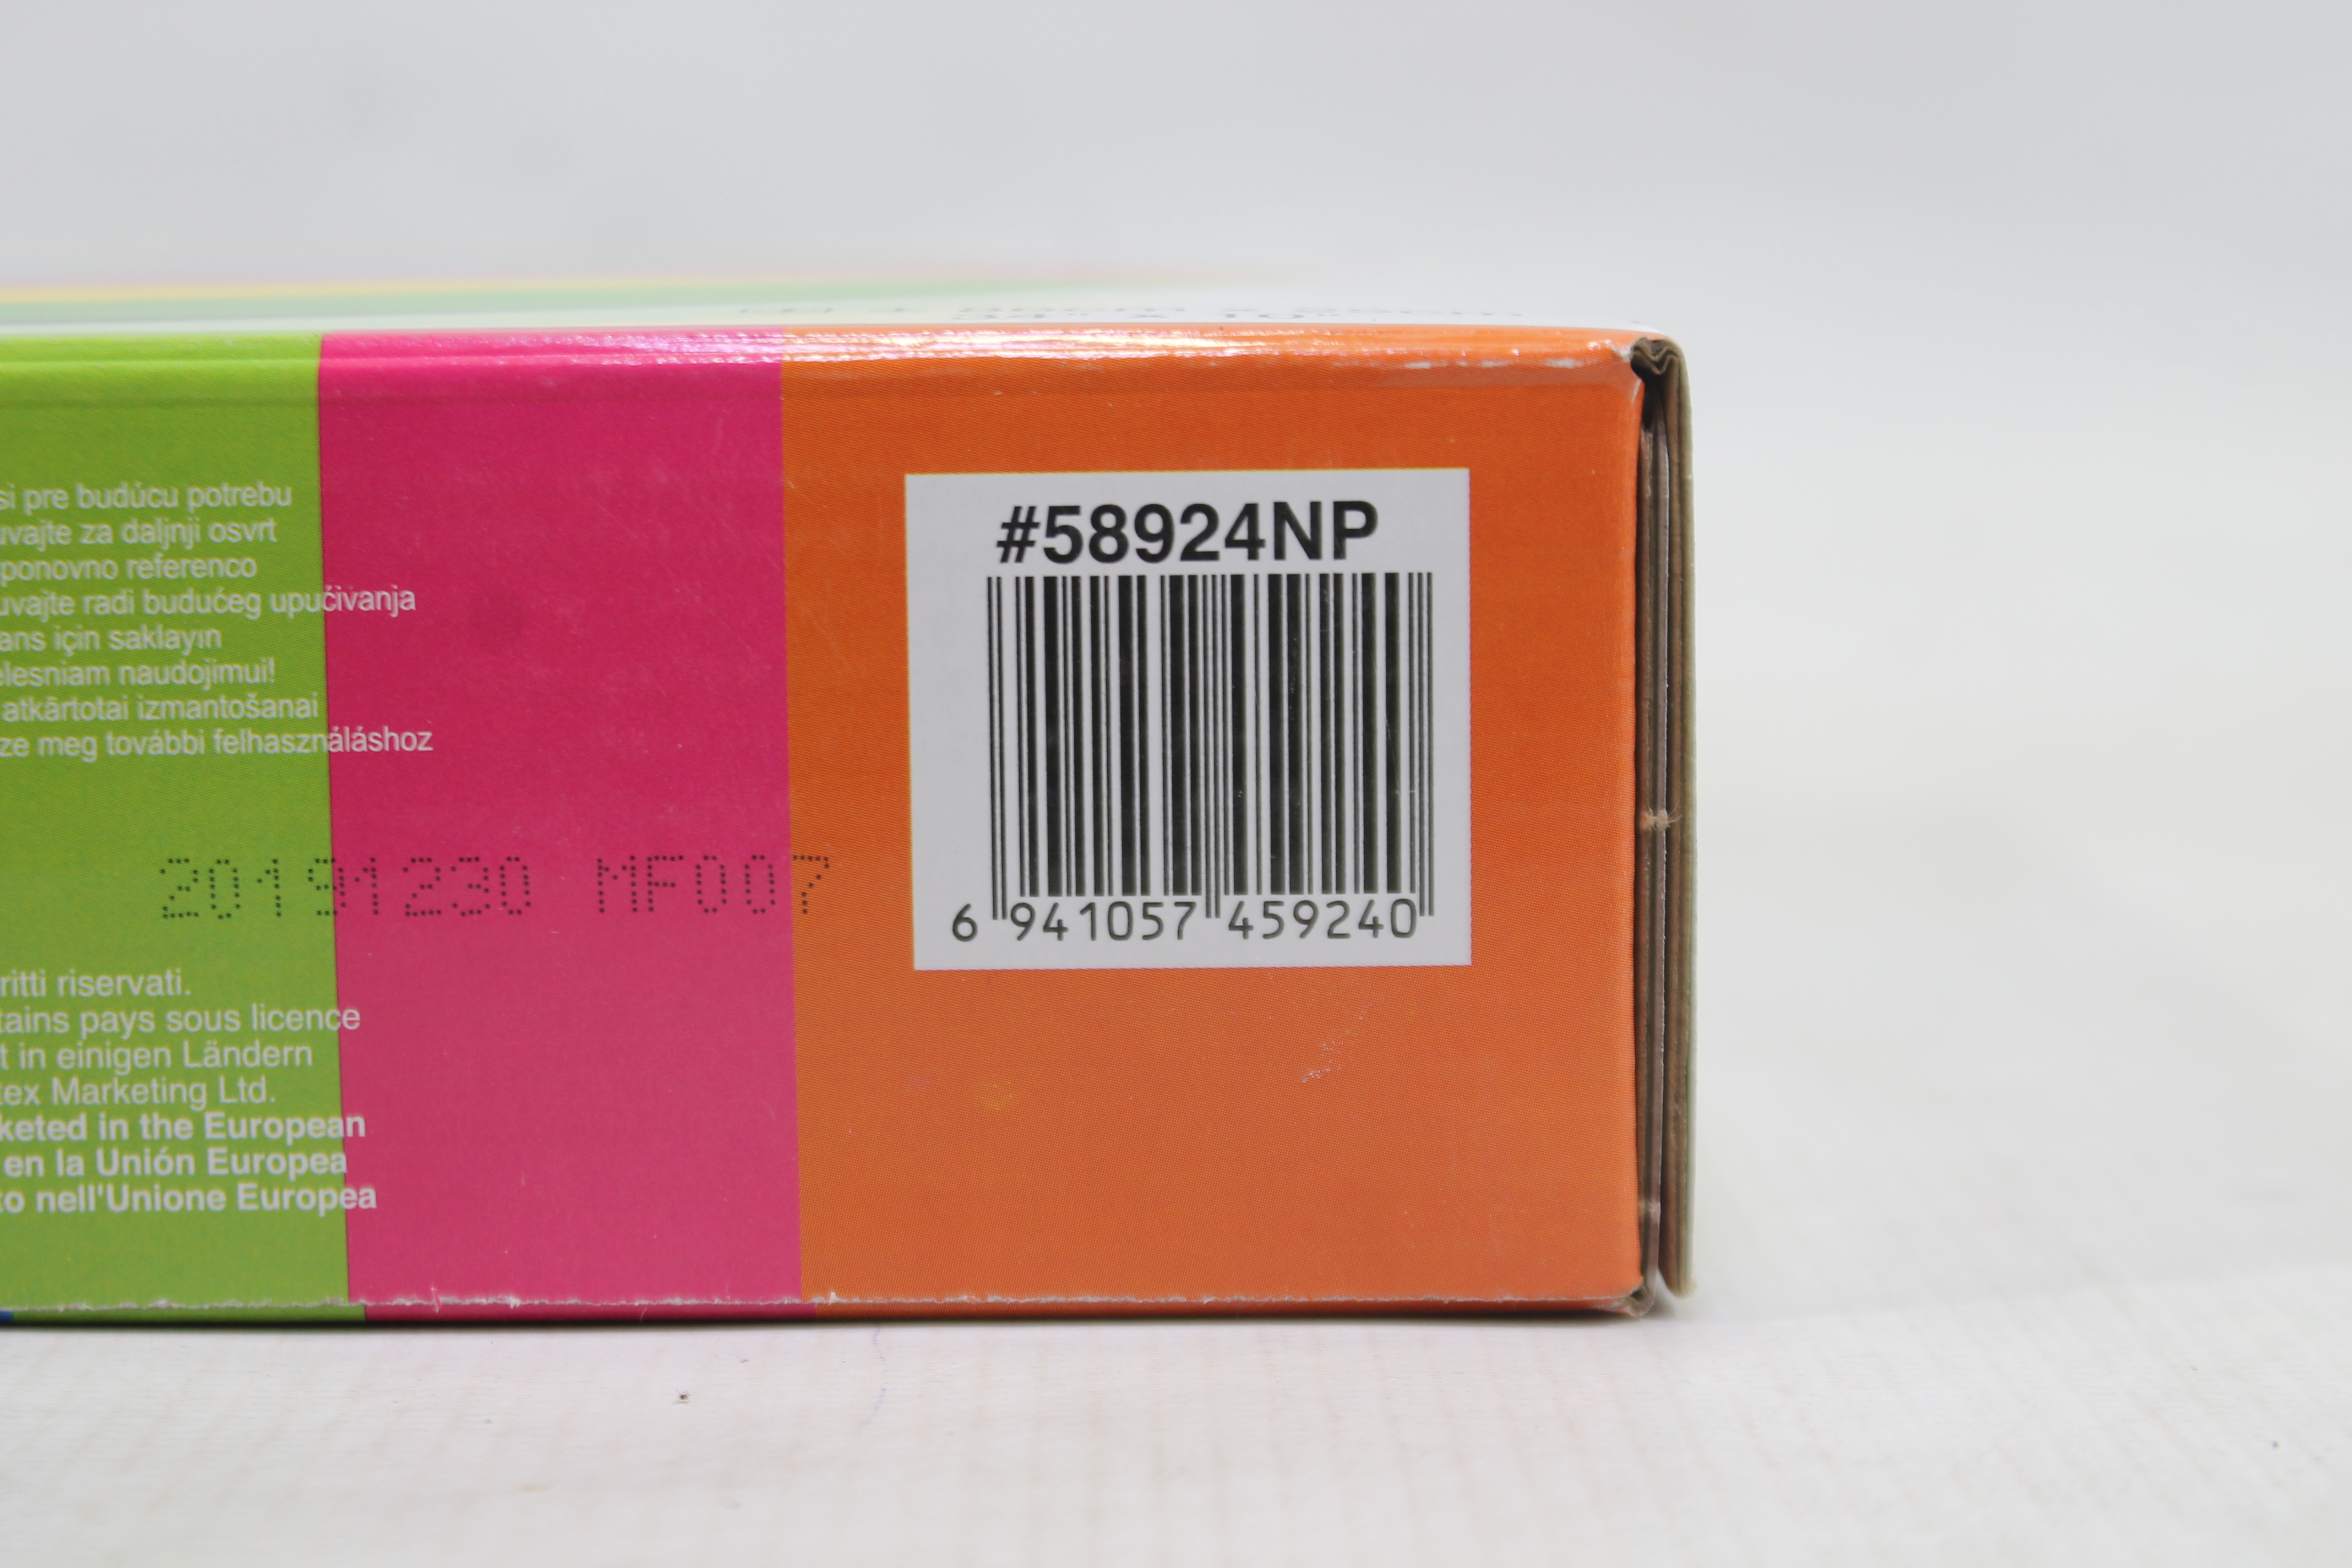 34" x 10"
si pre budúcu potrebu
uvajte za daljnji osvrt
ponovno referenco
uvajte radi budućeg upućivanja
ans için saklayın
elesniam naudojimui!
atkārtotai izmantošanai
ze meg további felhasználáshoz
20191230 MF007
ritti riservati.
tains pays sous licence
t in einigen Ländern
tex Marketing Ltd.
keted in the European
en la Unión Europea
to nell'Unione Europea
#58924NP
6 941057 459240